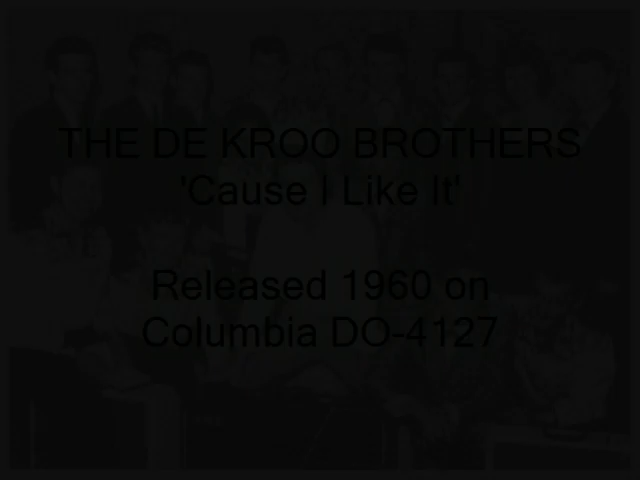 THE DE KROO BROTHERS
'Cause I Like It'
Released 1960 on
Columbia DO-4127